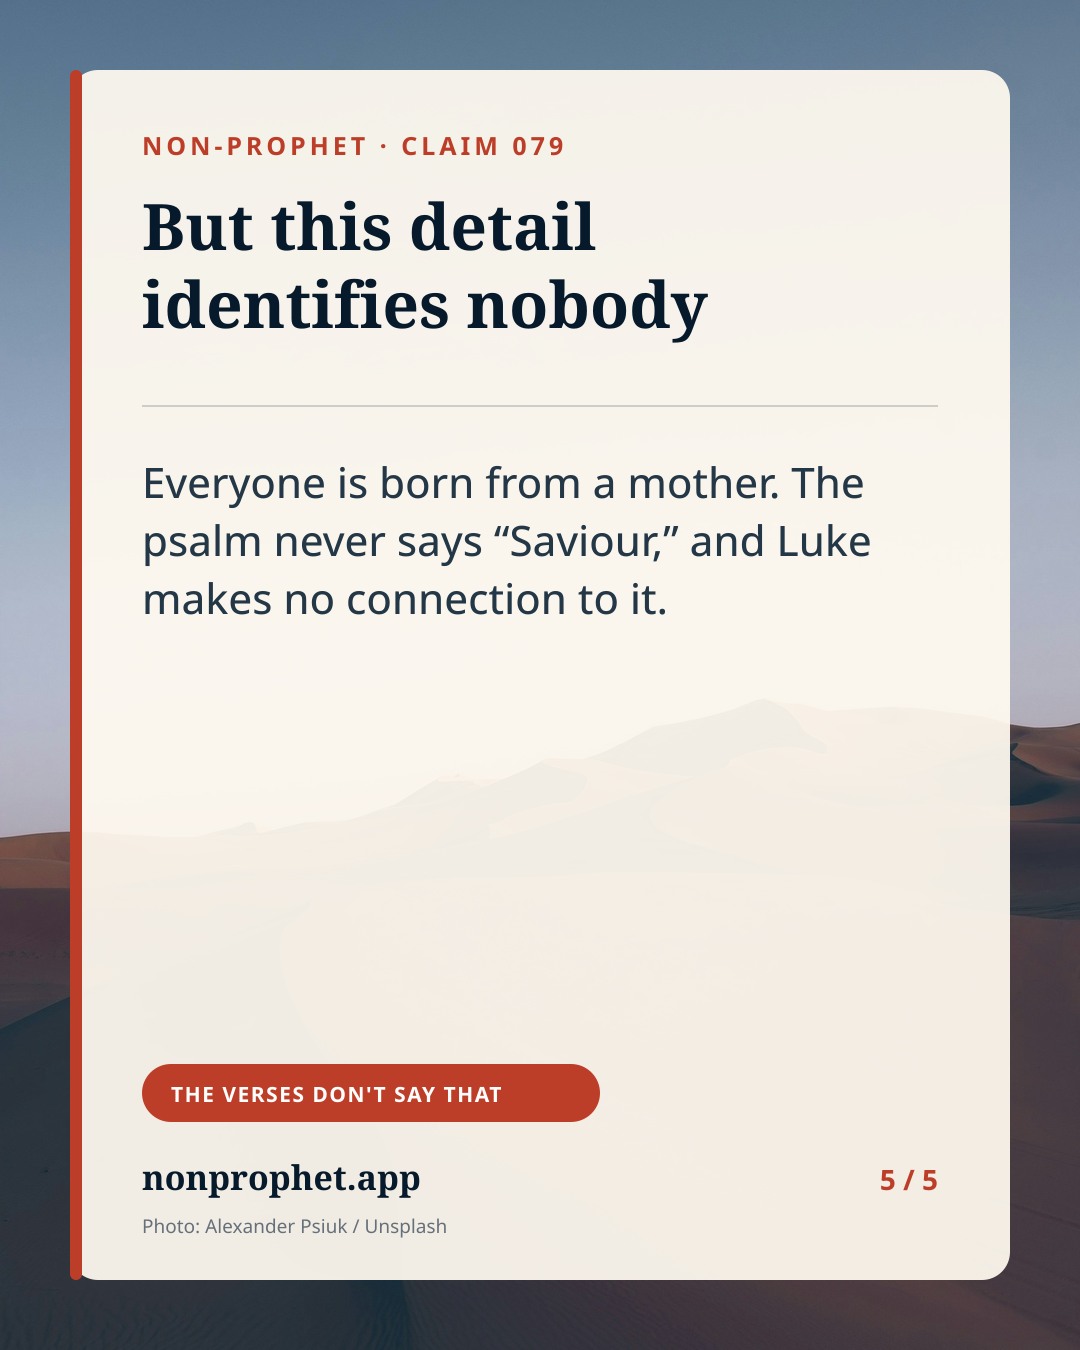 NON-PROPHET · CLAIM 079
But this detail
identifies nobody
Everyone is born from a mother. The
psalm never says “Saviour,” and Luke
makes no connection to it.
THE VERSES DON'T SAY THAT
nonprophet.app
5 / 5
Photo: Alexander Psiuk / Unsplash